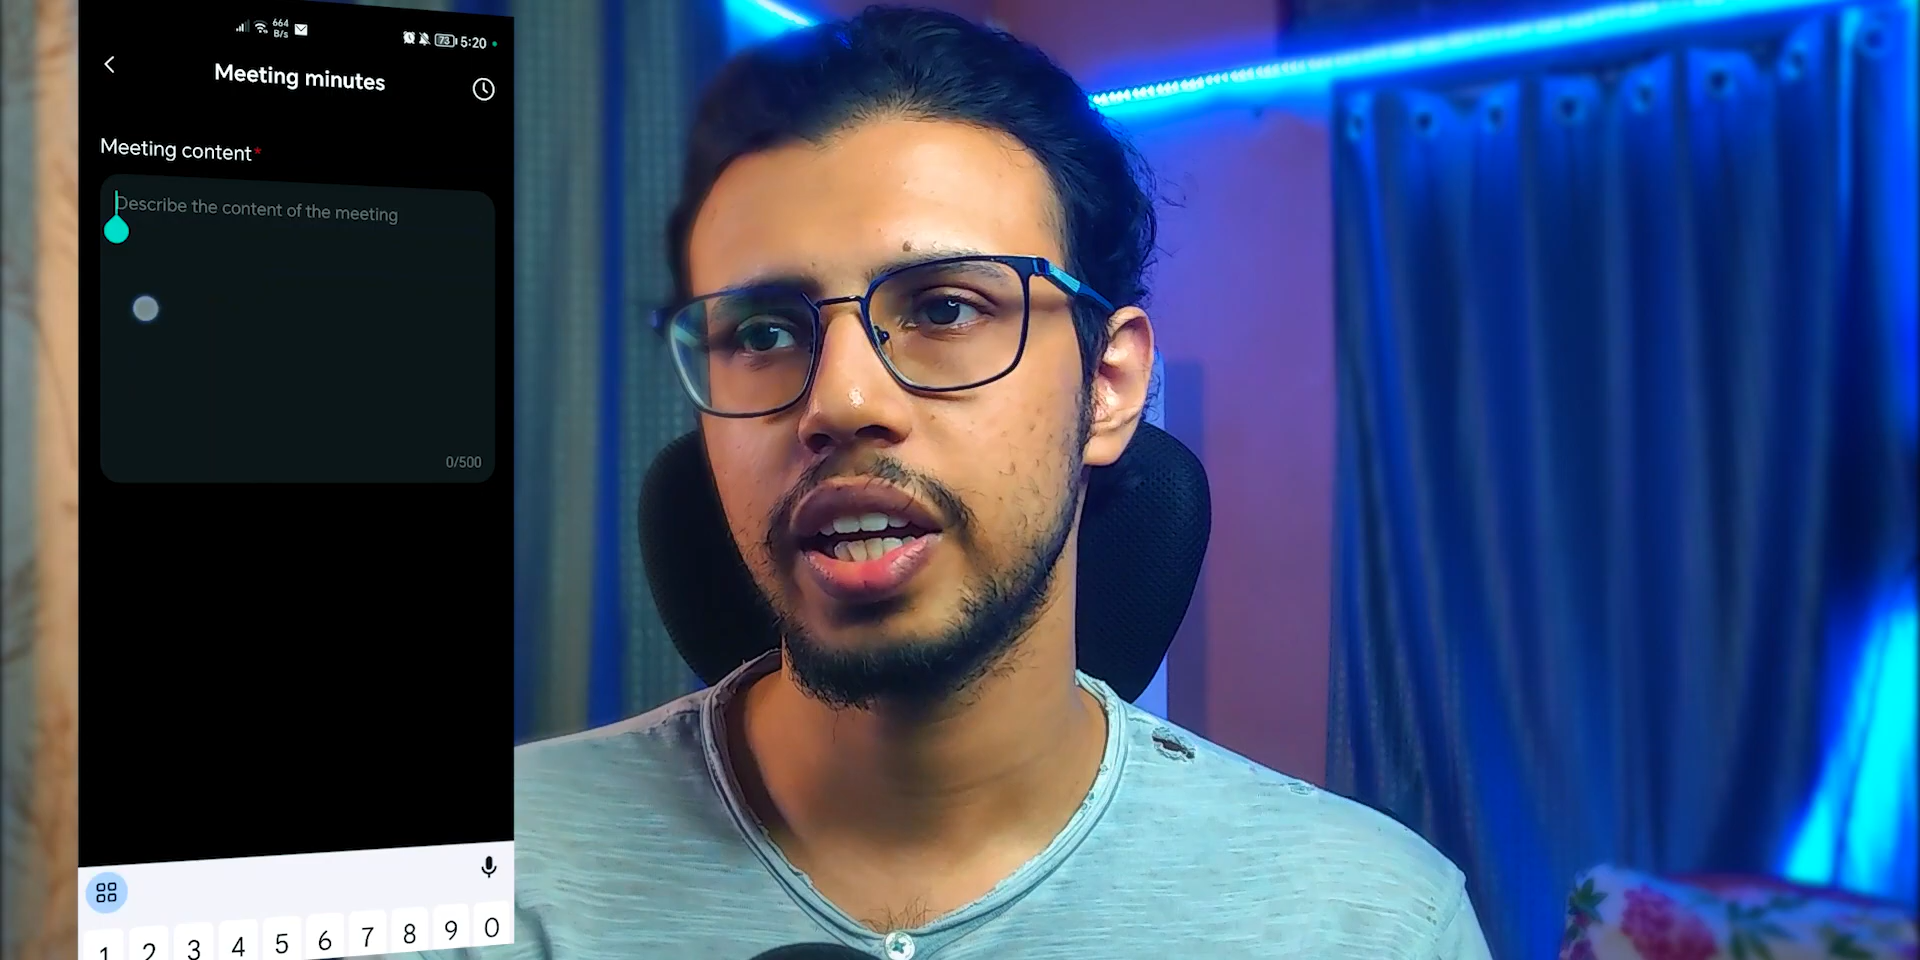 664
B/s
73 5:20
Meeting minutes
Meeting content*
Describe the content of the meeting
0/500
1 2 3 4 5 6 7 8 9 0